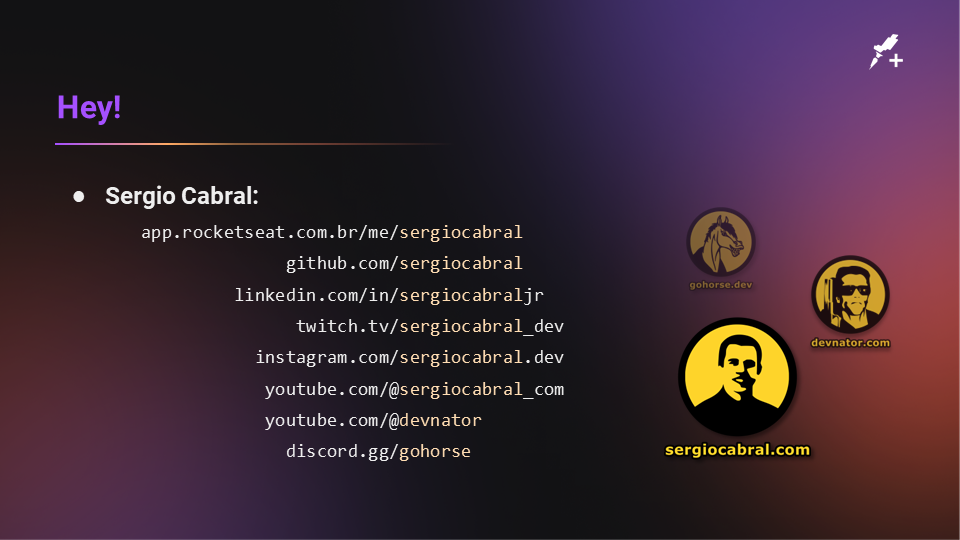 Hey!
● Sergio Cabral:
app.rocketseat.com.br/me/sergiocabral
github.com/sergiocabral
linkedin.com/in/sergiocabraljr
twitch.tv/sergiocabral_dev
instagram.com/sergiocabral.dev
youtube.com/@sergiocabral_com
youtube.com/@devnator
discord.gg/gohorse
gohorse.dev
devnator.com
sergiocabral.com